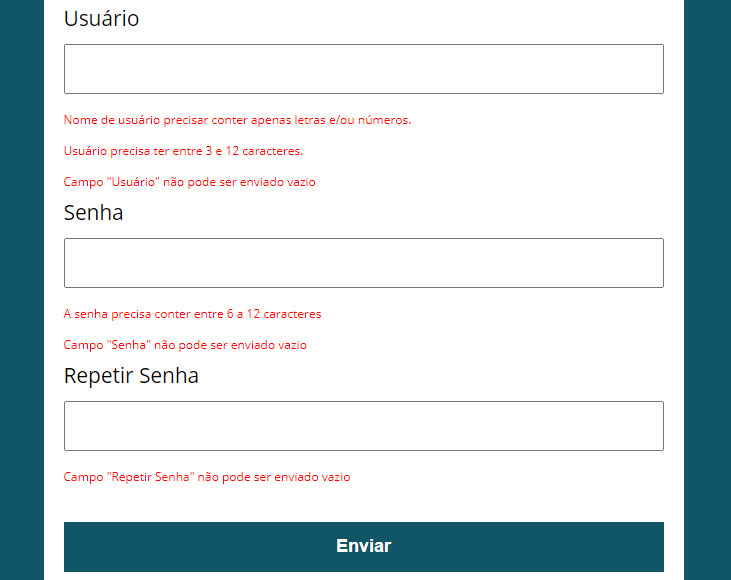 Usuário
Nome de usuário precisar conter apenas letras e/ou números.
Usuário precisa ter entre 3 e 12 caracteres.
Campo "Usuário" não pode ser enviado vazio
Senha
A senha precisa conter entre 6 a 12 caracteres
Campo "Senha" não pode ser enviado vazio
Repetir Senha
Campo "Repetir Senha" não pode ser enviado vazio
Enviar